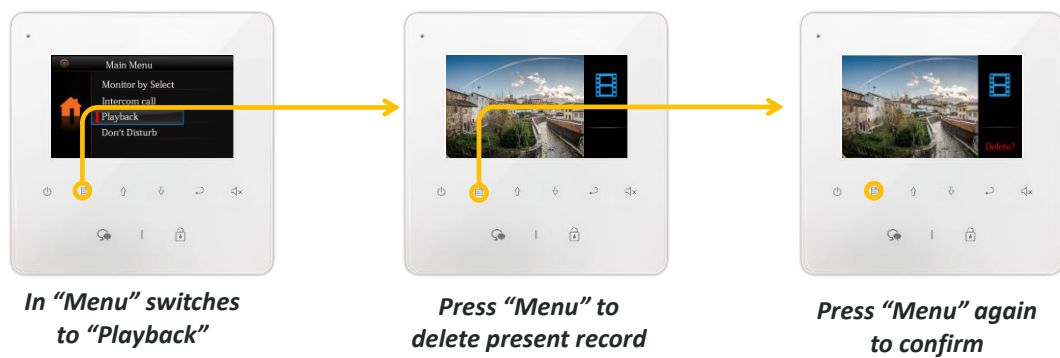 Main Menu
Monitor by Select
Intercom call
Playback
Don't Disturb
Delete?
In “Menu” switches
to “Playback”
Press “Menu” to
delete present record
Press “Menu” again
to confirm